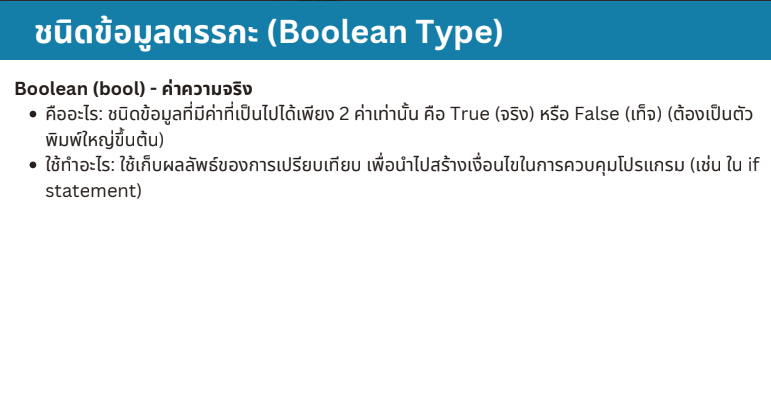 ชนิดข้อมูลตรรกะ (Boolean Type)
Boolean (bool) - ค่าความจริง
• คืออะไร: ชนิดข้อมูลที่มีค่าที่เป็นไปได้เพียง 2 ค่าเท่านั้น คือ True (จริง) หรือ False (เท็จ) (ต้องเป็นตัว
พิมพ์ใหญ่ขึ้นต้น)
• ใช้ทำอะไร: ใช้เก็บผลลัพธ์ของการเปรียบเทียบ เพื่อนำไปสร้างเงื่อนไขในการควบคุมโปรแกรม (เช่น ใน if
statement)